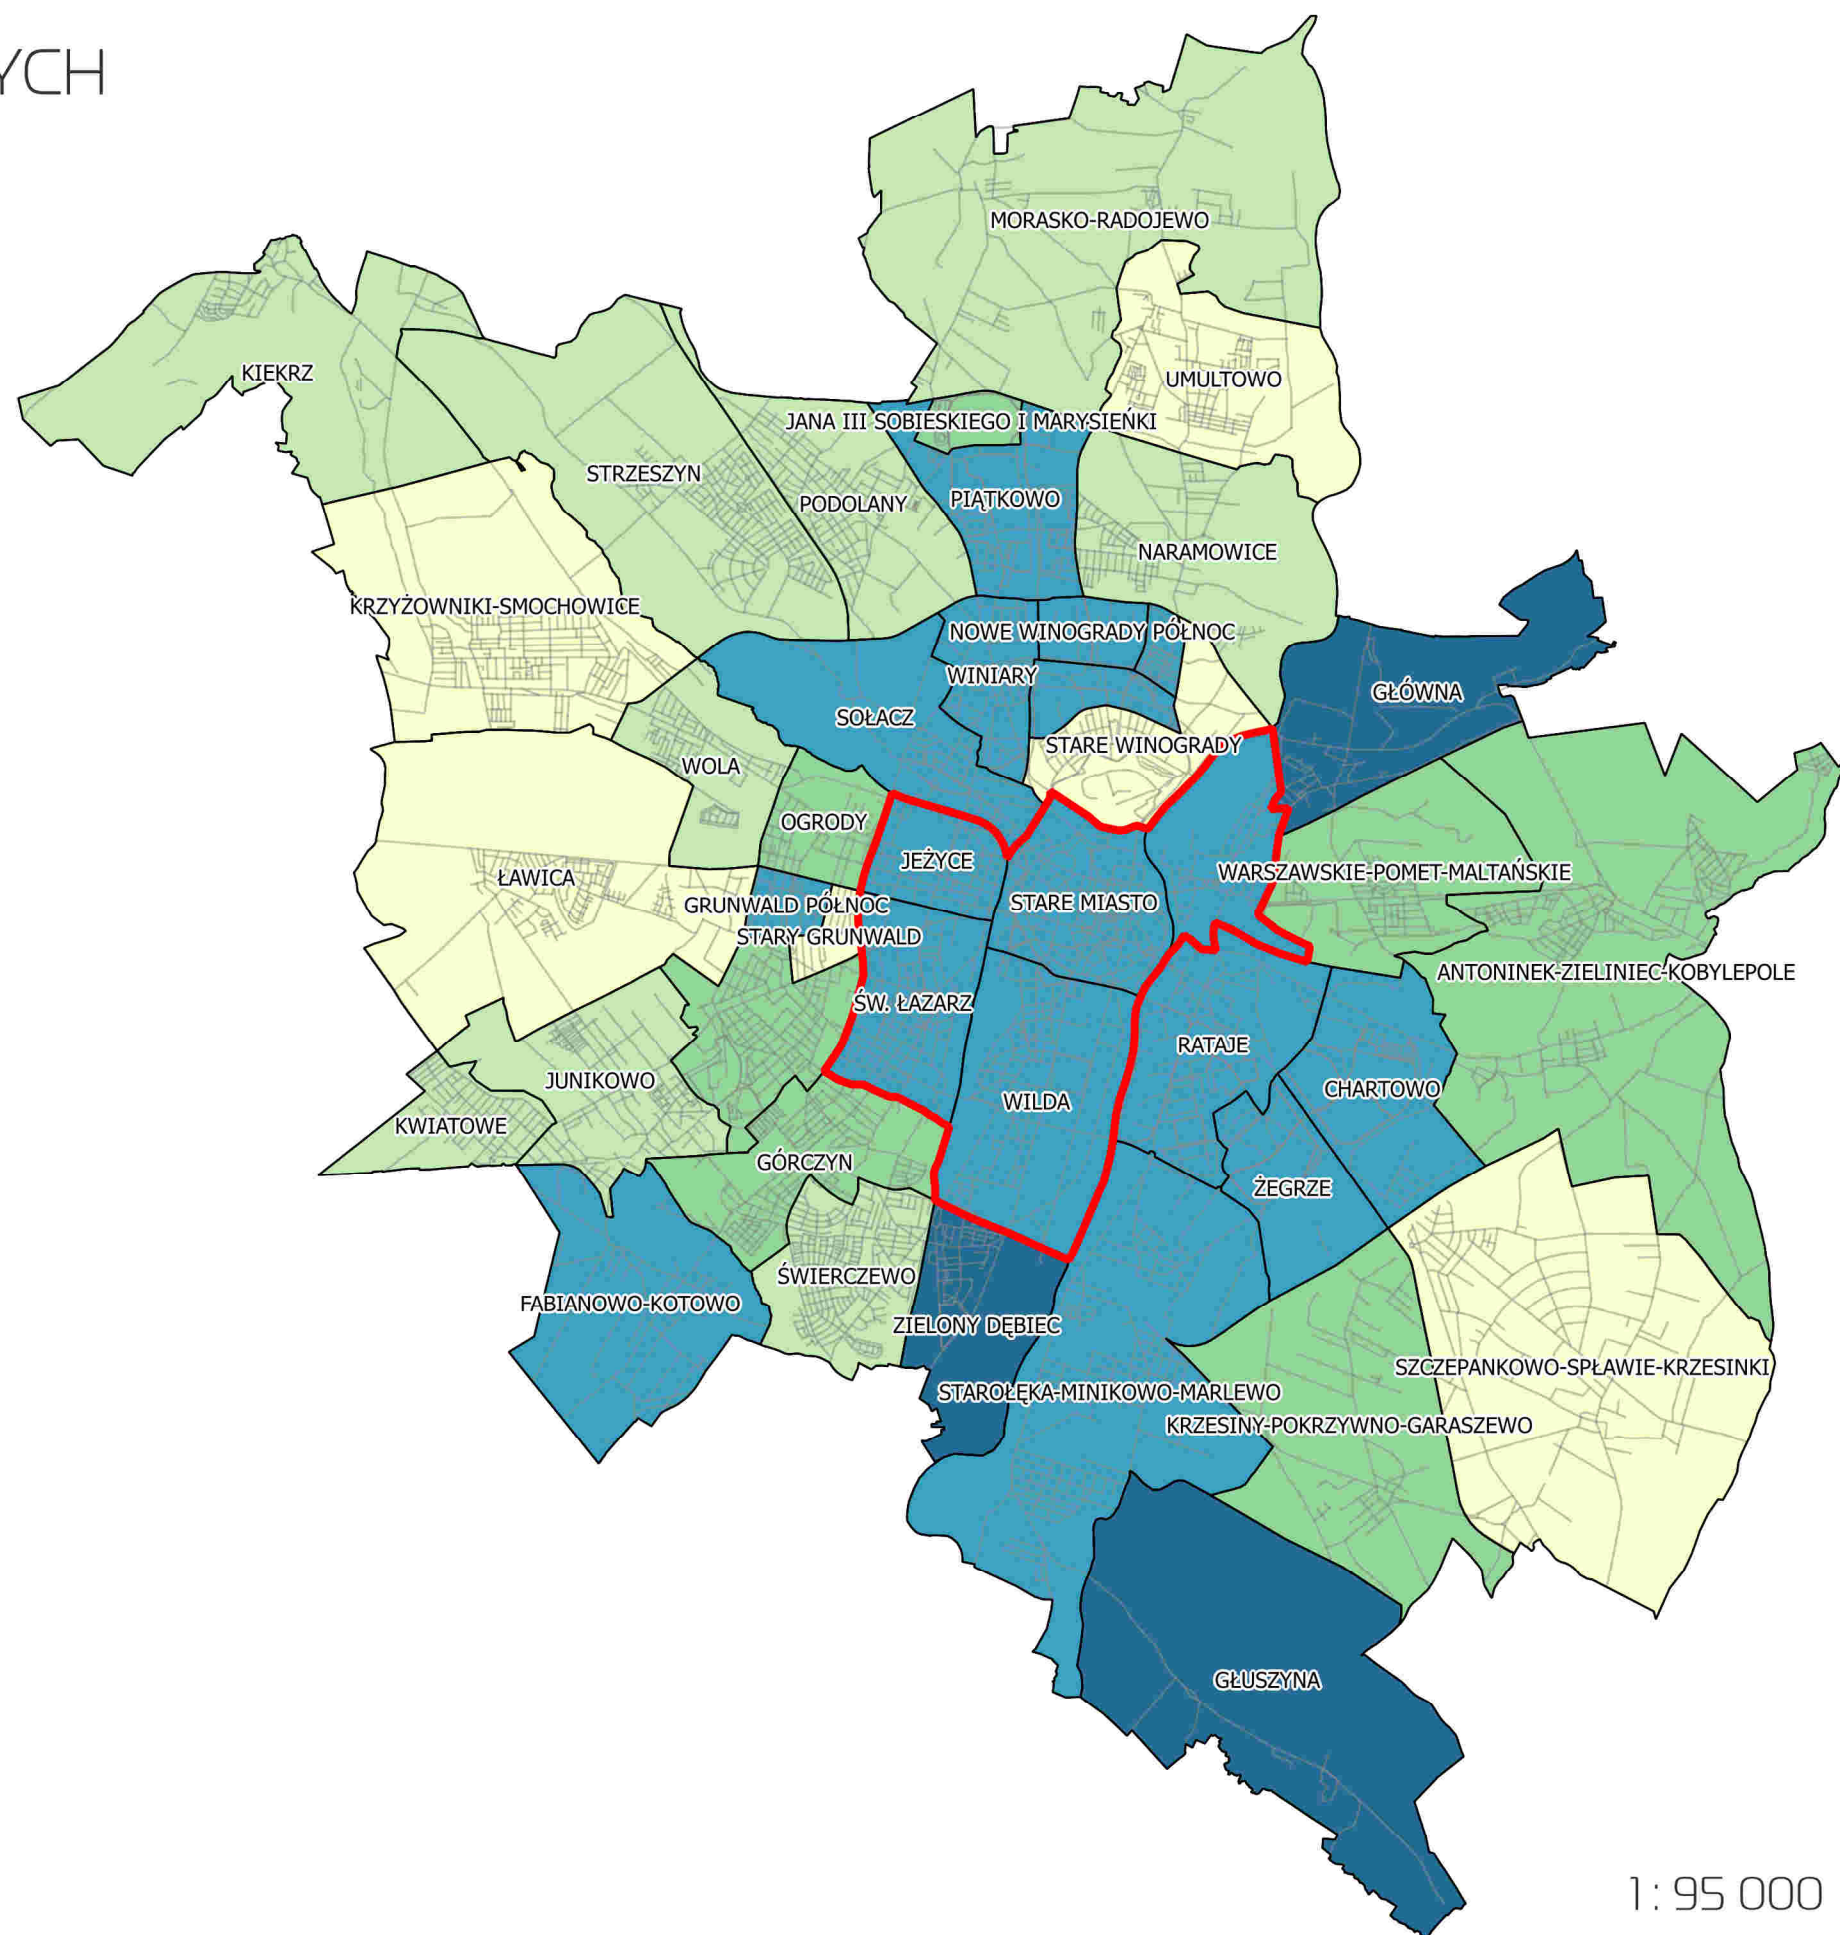 YCH
MORASKO-RADOJEWO
KIEKRZ
UMULTOWO
JANA III SOBIESKIEGO I MARYSIEŃKI
STRZESZYN
PODOLANY
PIĄTKOWO
NARAMOWICE
KRZYŻOWNIKI-SMOCHOWICE
NOWE WINOGRADY PÓŁNOC
WINIARY
GŁÓWNA
SOŁACZ
STARE WINOGRADY
WOLA
OGRODY
JEŻYCE
WARSZAWSKIE-POMET-MALTAŃSKIE
ŁAWICA
GRUNWALD PÓŁNOC
STARE MIASTO
STARY GRUNWALD
ANTONINEK-ZIELINIEC-KOBYLEPOLE
ŚW. ŁAZARZ
RATAJE
JUNIKOWO
CHARTOWO
WILDA
KWIATOWE
GÓRCZYN
ŻEGRZE
ŚWIERCZEWO
FABIANOWO-KOTOWO
ZIELONY DĘBIEC
SZCZEPANKOWO-SPŁAWIE-KRZESINKI
STAROŁĘKA-MINIKOWO-MARLEWO
KRZESINY-POKRZYWNO-GARASZEWO
GŁUSZYNA
1: 95 000